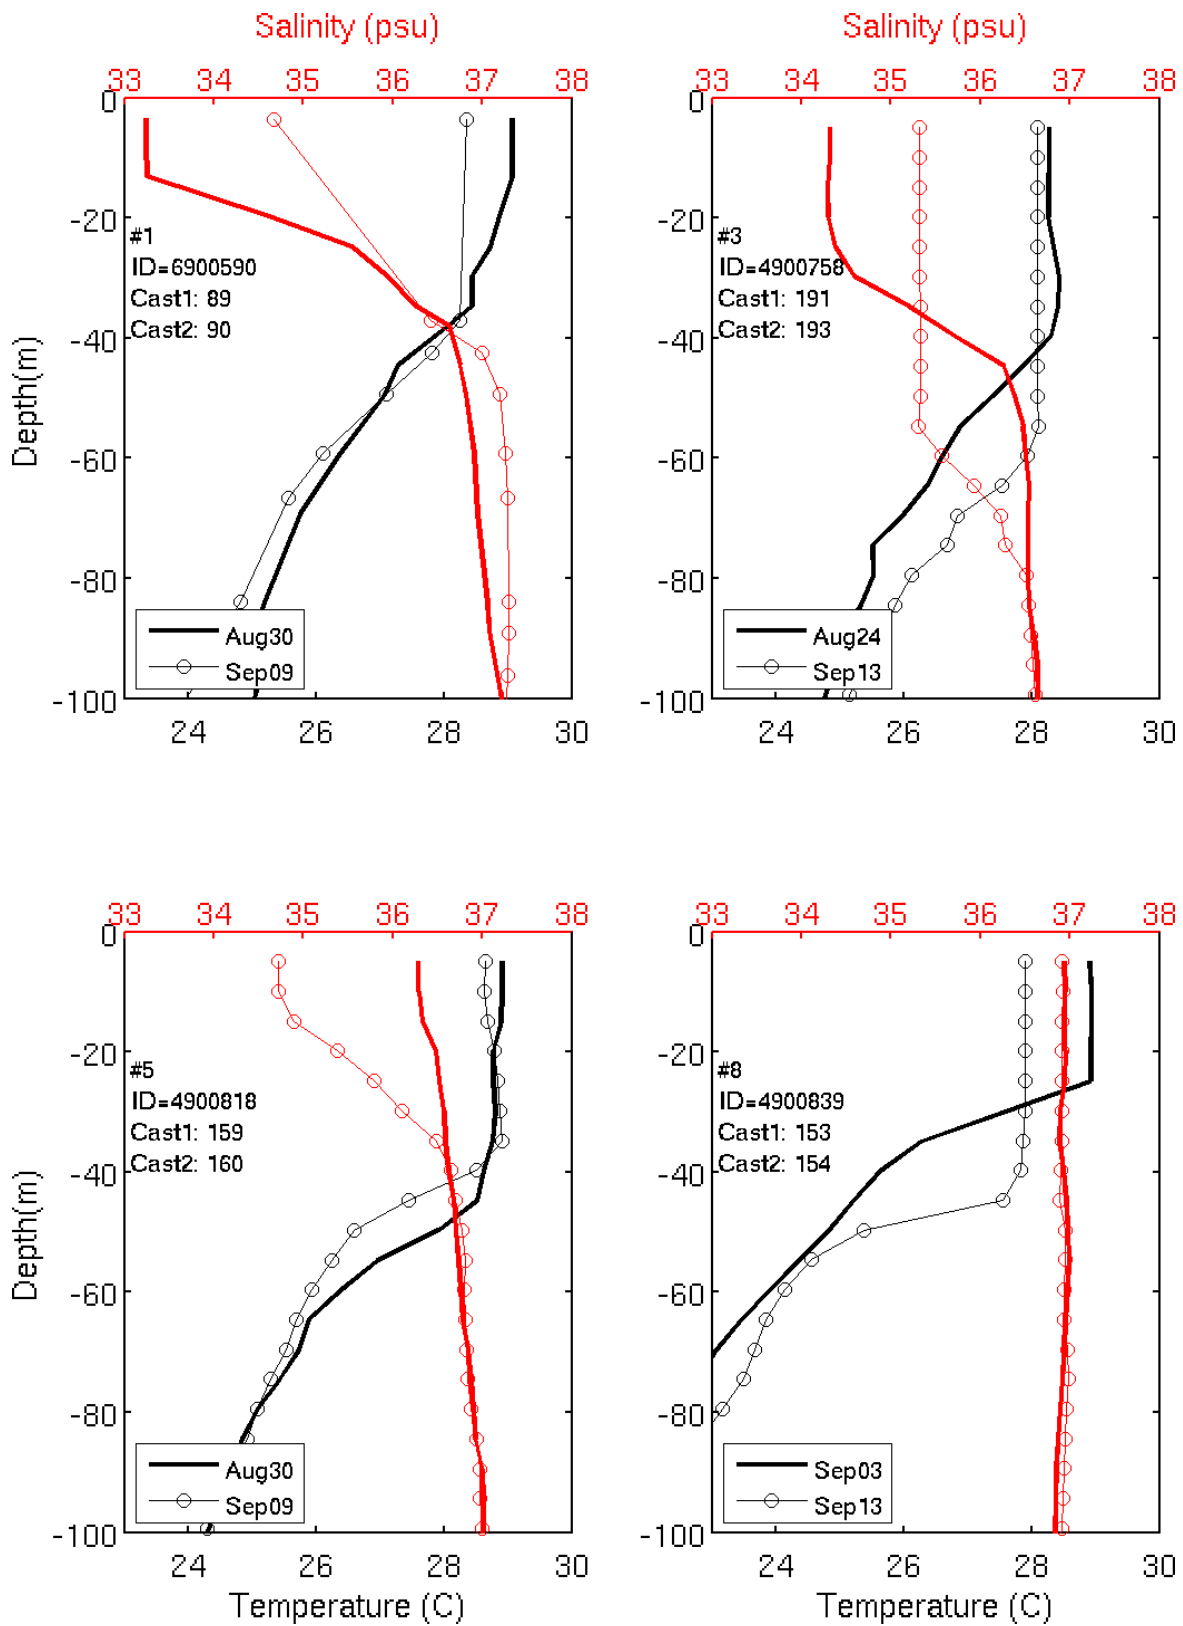 Salinity (psu)
33 34 35 36 37 38
0
-20
-40
-60
-80
-100
Depth(m)
#1
ID=6900590
Cast1: 89
Cast2: 90
Aug30
Sep09
24 26 28 30
Salinity (psu)
33 34 35 36 37 38
0
-20
-40
-60
-80
-100
#3
ID=4900758
Cast1: 191
Cast2: 193
Aug24
Sep13
24 26 28 30
33 34 35 36 37 38
0
-20
-40
-60
-80
-100
Depth(m)
#5
ID=4900818
Cast1: 159
Cast2: 160
Aug30
Sep09
24 26 28 30
Temperature (C)
33 34 35 36 37 38
0
-20
-40
-60
-80
-100
#8
ID=4900839
Cast1: 153
Cast2: 154
Sep03
Sep13
24 26 28 30
Temperature (C)